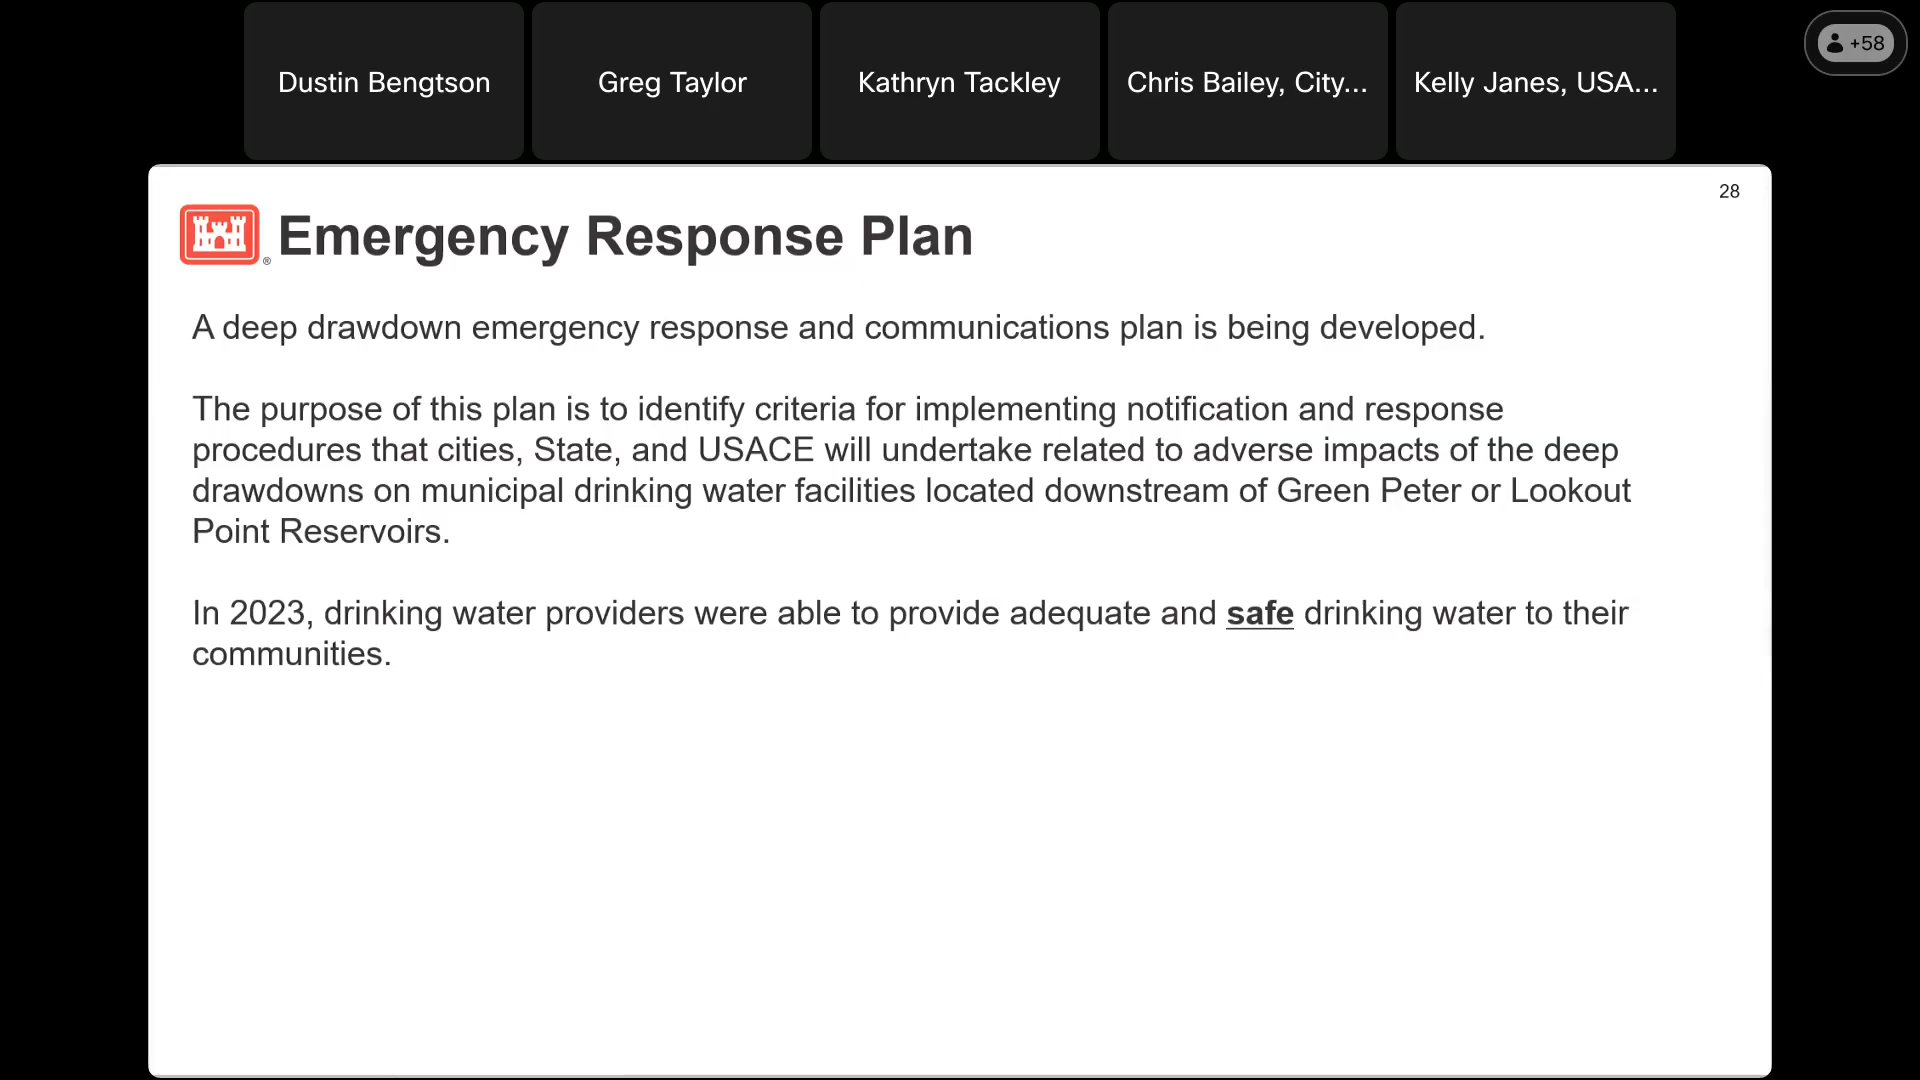 Dustin Bengtson
Greg Taylor
Kathryn Tackley
Chris Bailey, City...
Kelly Janes, USA...
+58
28
® Emergency Response Plan
A deep drawdown emergency response and communications plan is being developed.
The purpose of this plan is to identify criteria for implementing notification and response
procedures that cities, State, and USACE will undertake related to adverse impacts of the deep
drawdowns on municipal drinking water facilities located downstream of Green Peter or Lookout
Point Reservoirs.
In 2023, drinking water providers were able to provide adequate and safe drinking water to their
communities.